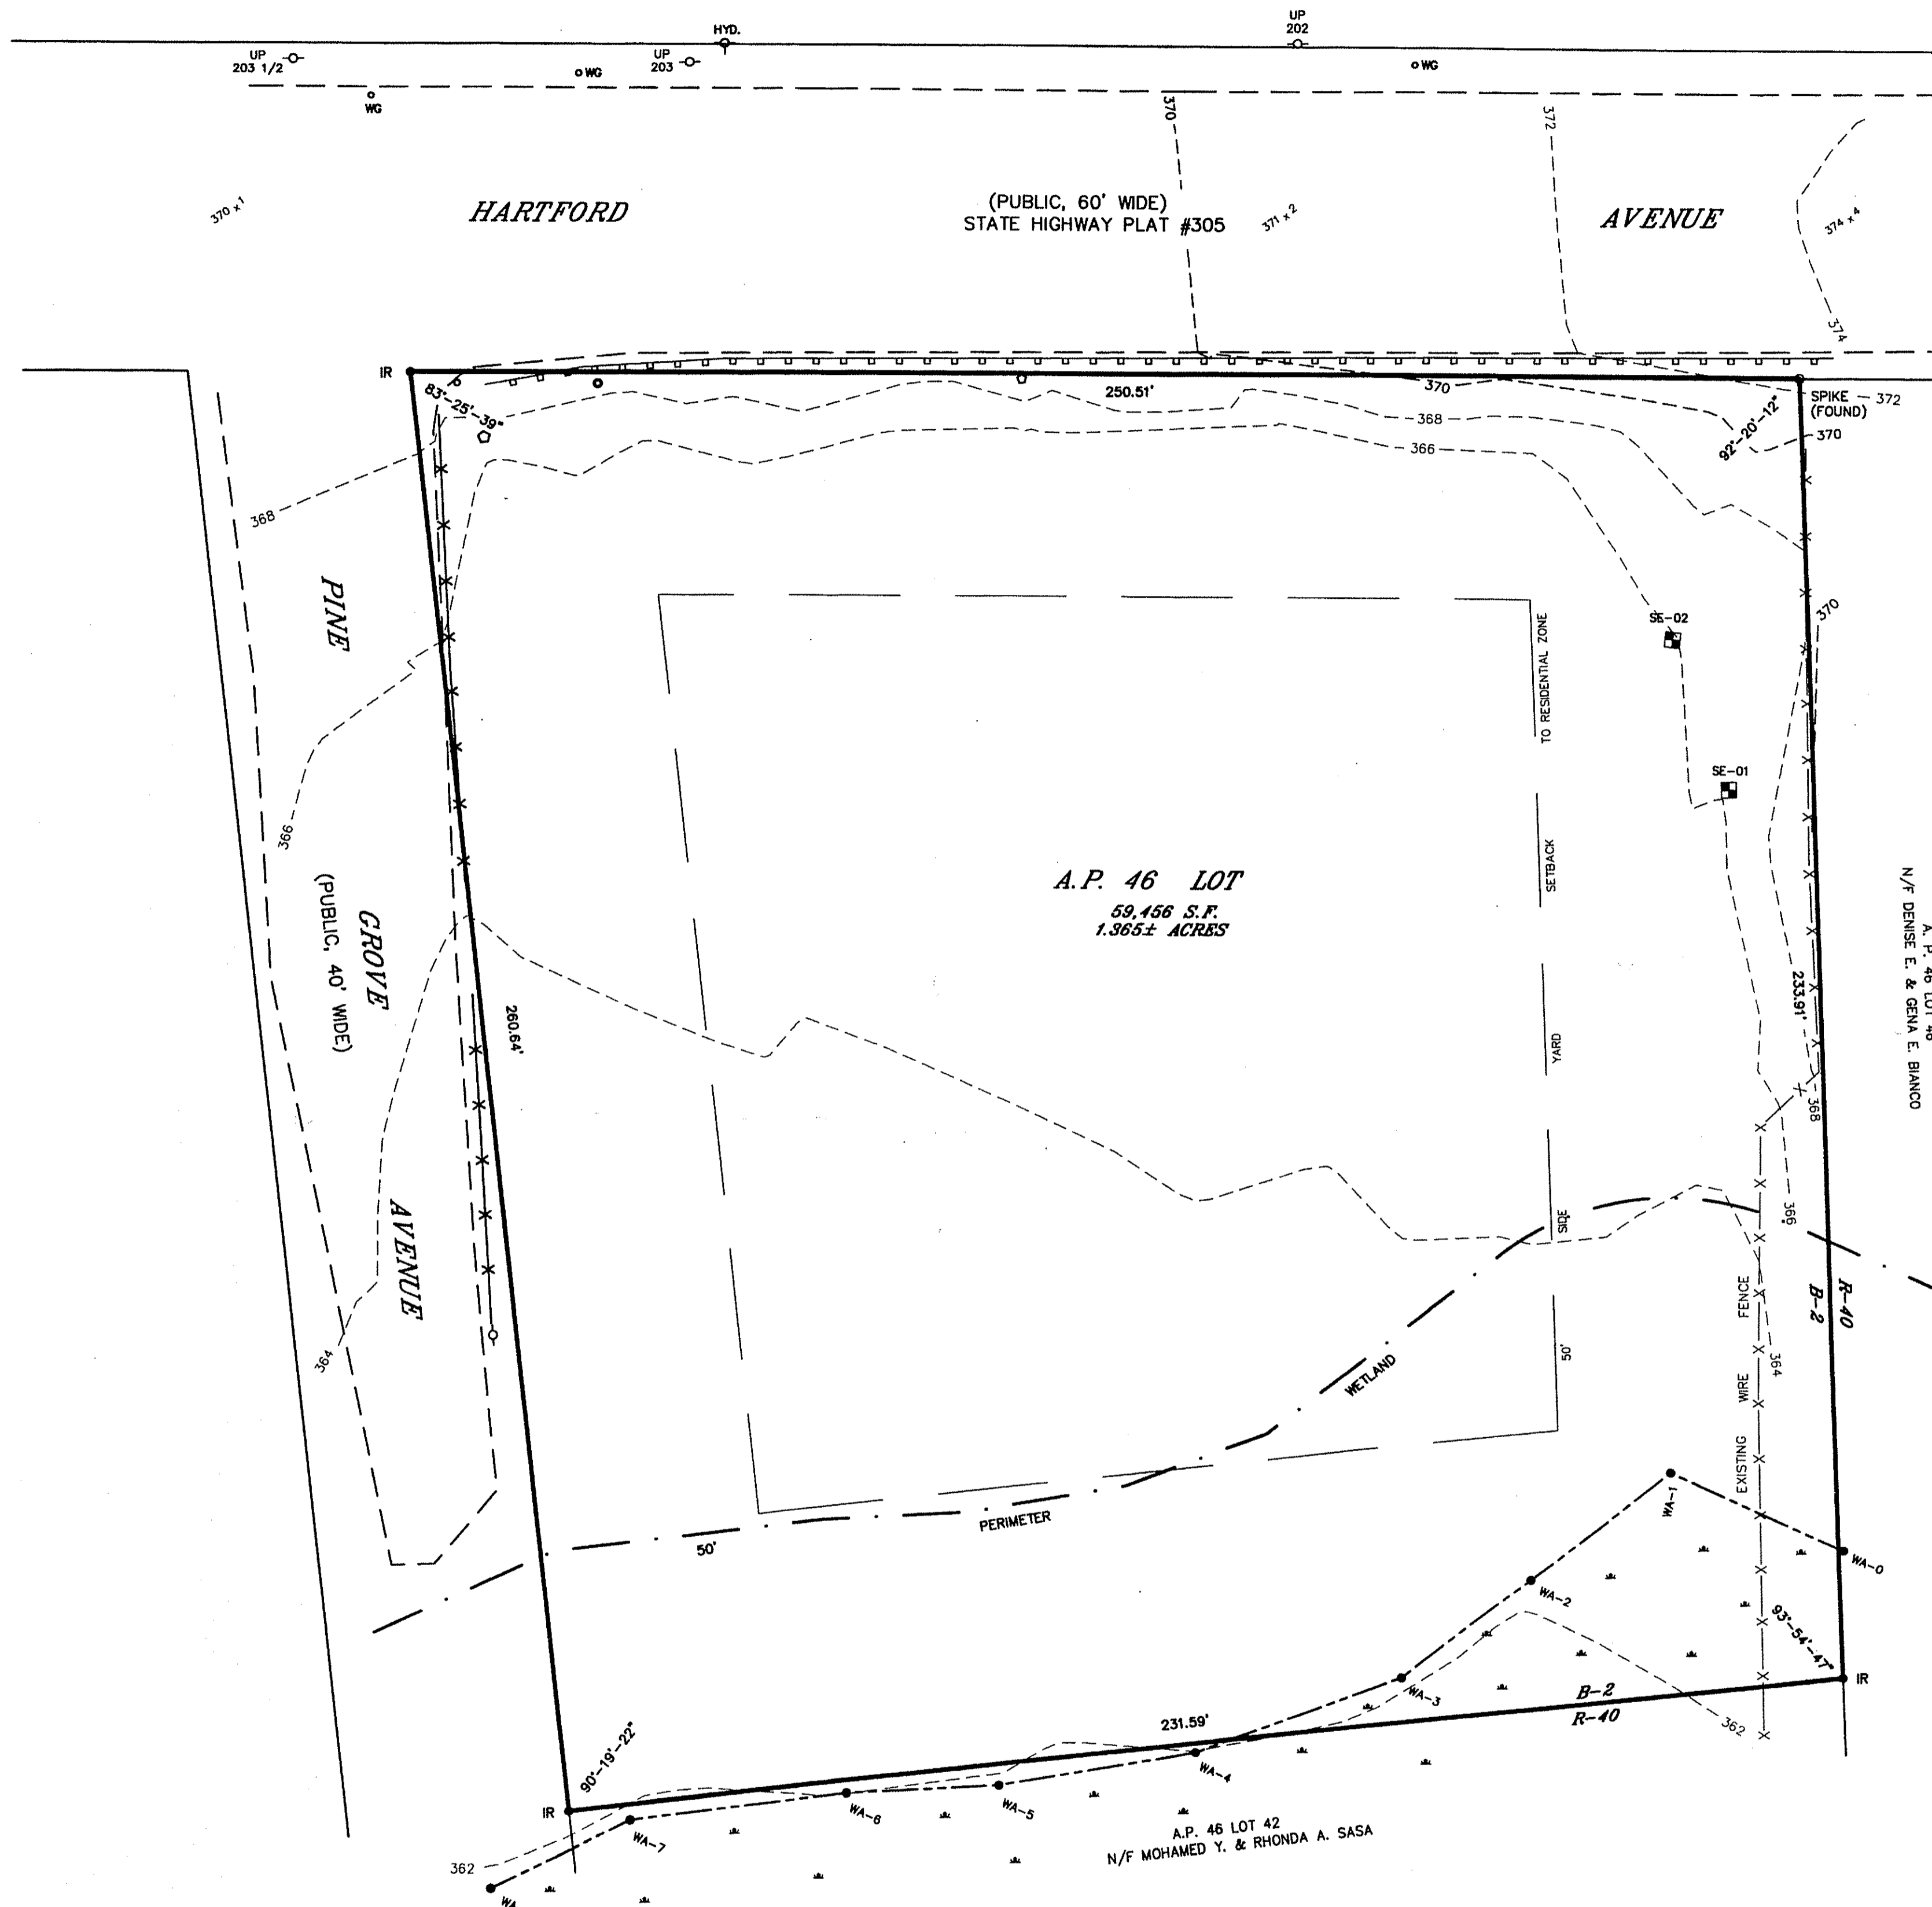 UP
203 1/2
WG
WG
UP
203
HYD.
UP
202
WG
370 x 1
HARTFORD
(PUBLIC, 60' WIDE)
STATE HIGHWAY PLAT #305
371 x 2
AVENUE
374 x 4
370
372
374
IR
83°-25'-39"
250.51'
370
SPIKE
(FOUND)
372
92°-20'-12"
370
368
366
368
PINE
GROVE
AVENUE
(PUBLIC, 40' WIDE)
366
364
260.64'
SE-02
SE-01
370
TO RESIDENTIAL ZONE
SETBACK
YARD
SIDE
50'
A.P. 46 LOT
59,456 S.F.
1.365± ACRES
233.91'
A. P. 46 LOT 46
N/F DENISE E. & GENA E. BIANCO
368
366
364
R-40
B-2
EXISTING WIRE FENCE
WETLAND
PERIMETER
50'
WA-1
WA-0
WA-2
WA-3
WA-4
WA-5
WA-6
WA-7
WA
93°-54'-47"
IR
B-2
R-40
362
231.59'
90°-19'-22"
IR
362
A.P. 46 LOT 42
N/F MOHAMED Y. & RHONDA A. SASA